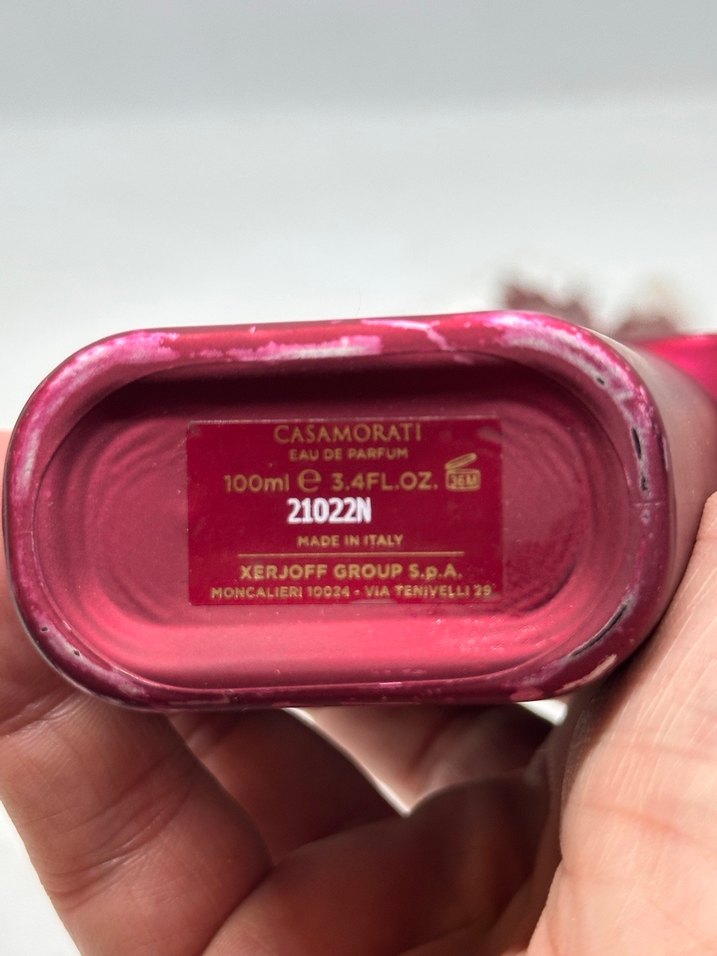 CASAMORATI
EAU DE PARFUM
100ml ℮ 3.4FL.OZ. 36M
21022N
MADE IN ITALY
XERJOFF GROUP S.p.A.
MONCALIERI 10024 - VIA TENIVELLI 29